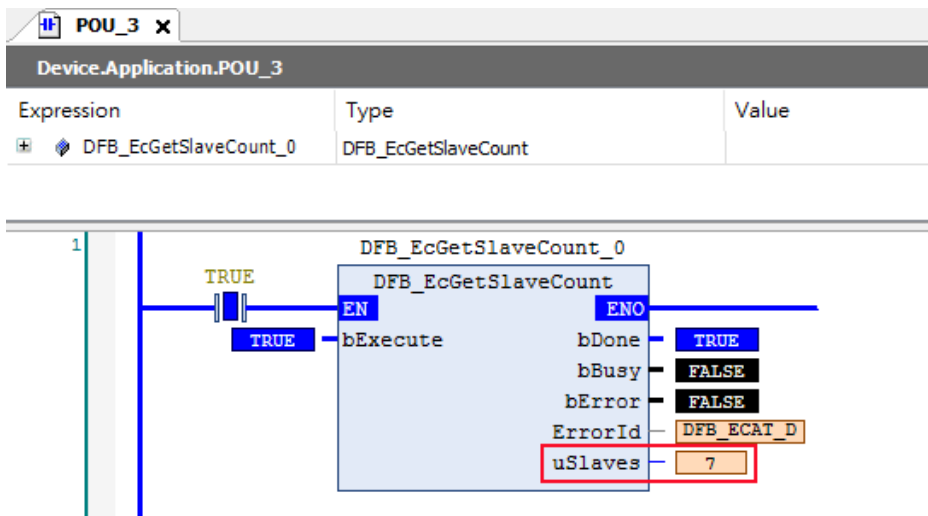 POU_3 X
Device.Application.POU_3
Expression Type Value
DFB_EcGetSlaveCount_0 DFB_EcGetSlaveCount
1
DFB_EcGetSlaveCount_0
TRUE DFB_EcGetSlaveCount
EN ENO
TRUE bExecute bDone TRUE
bBusy FALSE
bError FALSE
ErrorId DFB_ECAT_D
uSlaves 7